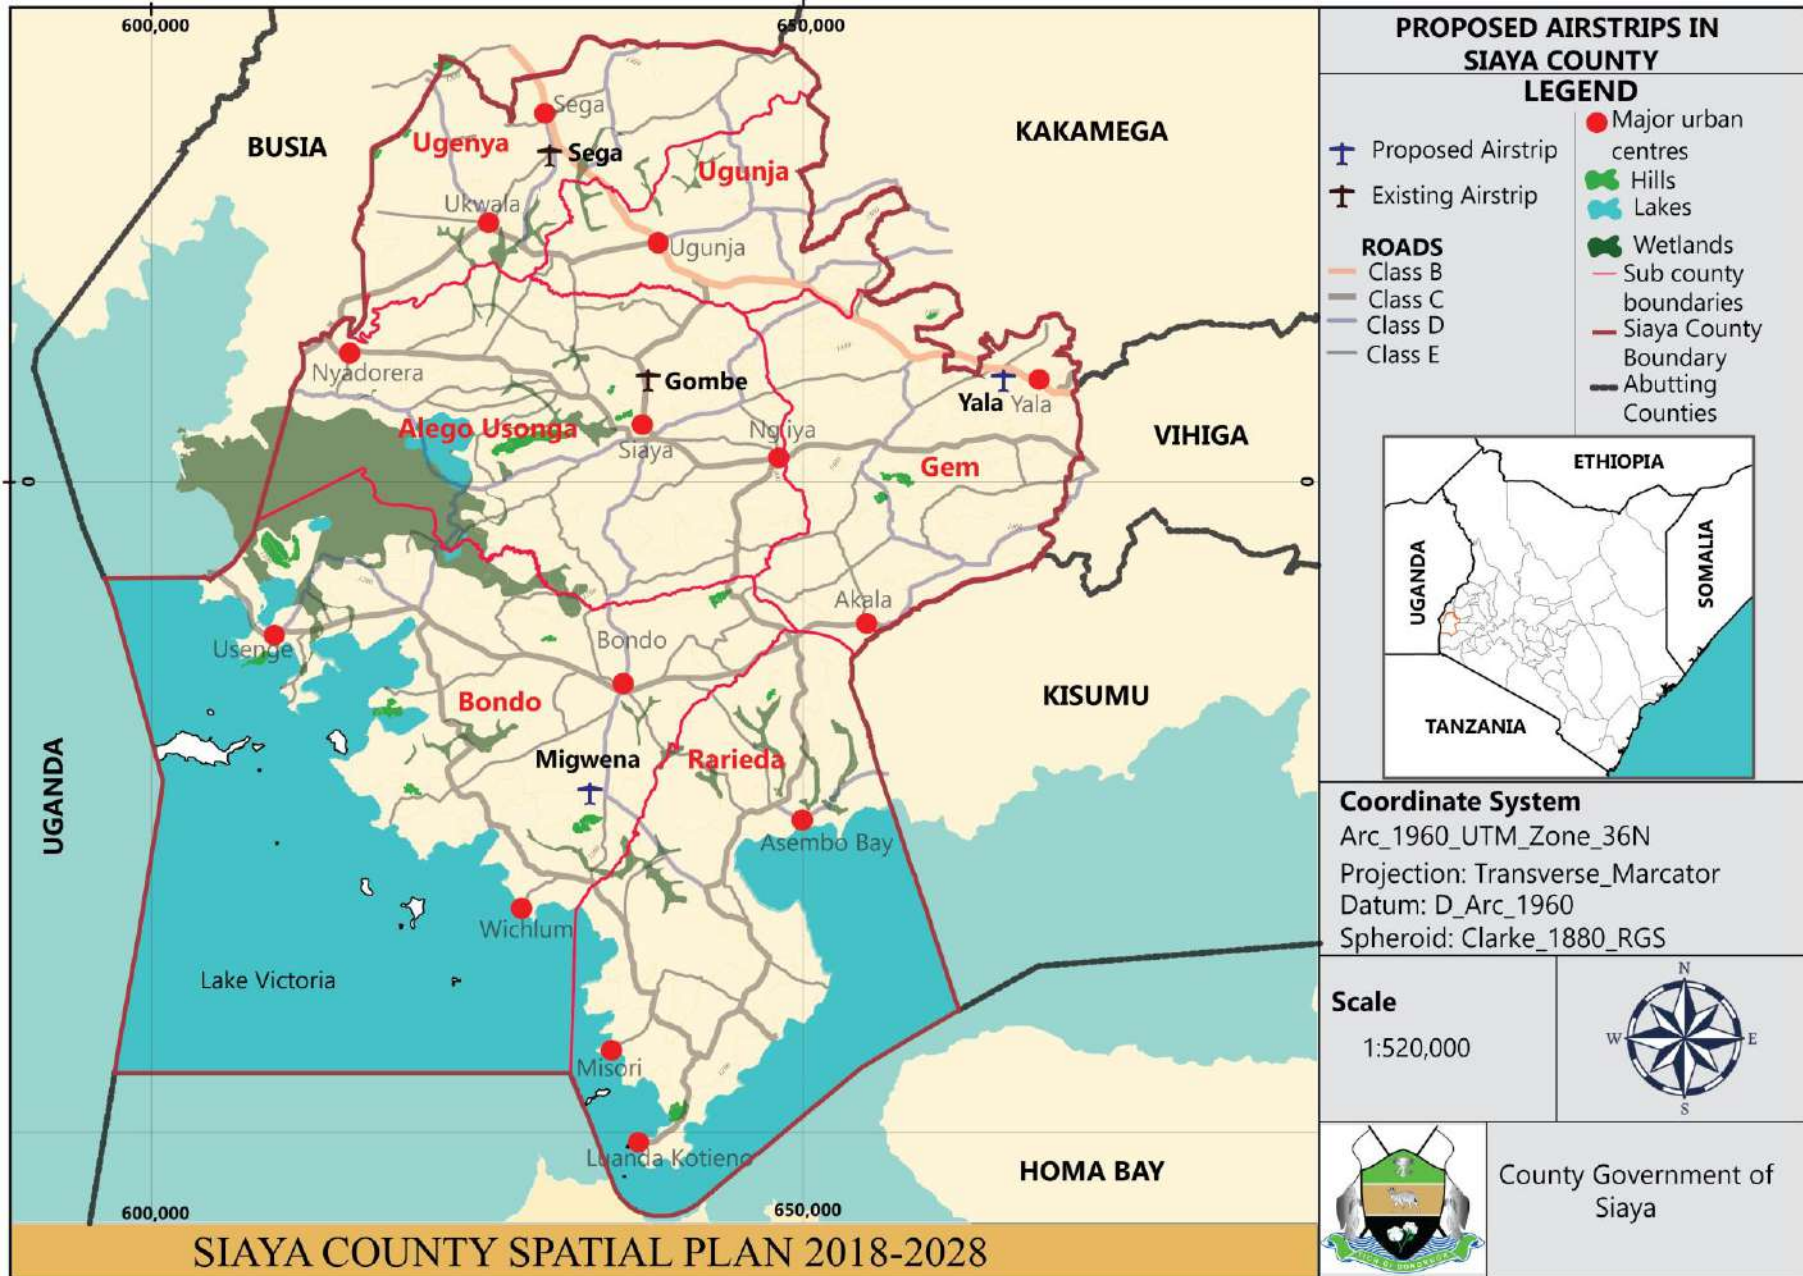 600,000
650,000
BUSIA
KAKAMEGA
Sega
Ugenya
Sega
Ugunja
Ukwala
Ugunja
Nyadorera
Gombe
Yala
Yala
Alego Usonga
Siaya
Ng'iya
VIHIGA
Gem
0
0
Akala
Usenge
Bondo
Bondo
KISUMU
UGANDA
Migwena
Rarieda
Asembo Bay
Wichlum
Lake Victoria
Misori
Luanda Kotieno
HOMA BAY
600,000
650,000
SIAYA COUNTY SPATIAL PLAN 2018-2028
PROPOSED AIRSTRIPS IN
SIAYA COUNTY
LEGEND
Proposed Airstrip
Existing Airstrip
ROADS
Class B
Class C
Class D
Class E
Major urban
centres
Hills
Lakes
Wetlands
Sub county
boundaries
Siaya County
Boundary
Abutting
Counties
ETHIOPIA
UGANDA
SOMALIA
TANZANIA
Coordinate System
Arc_1960_UTM_Zone_36N
Projection: Transverse_Marcator
Datum: D_Arc_1960
Spheroid: Clarke_1880_RGS
Scale
1:520,000
N
W
E
S
County Government of
Siaya